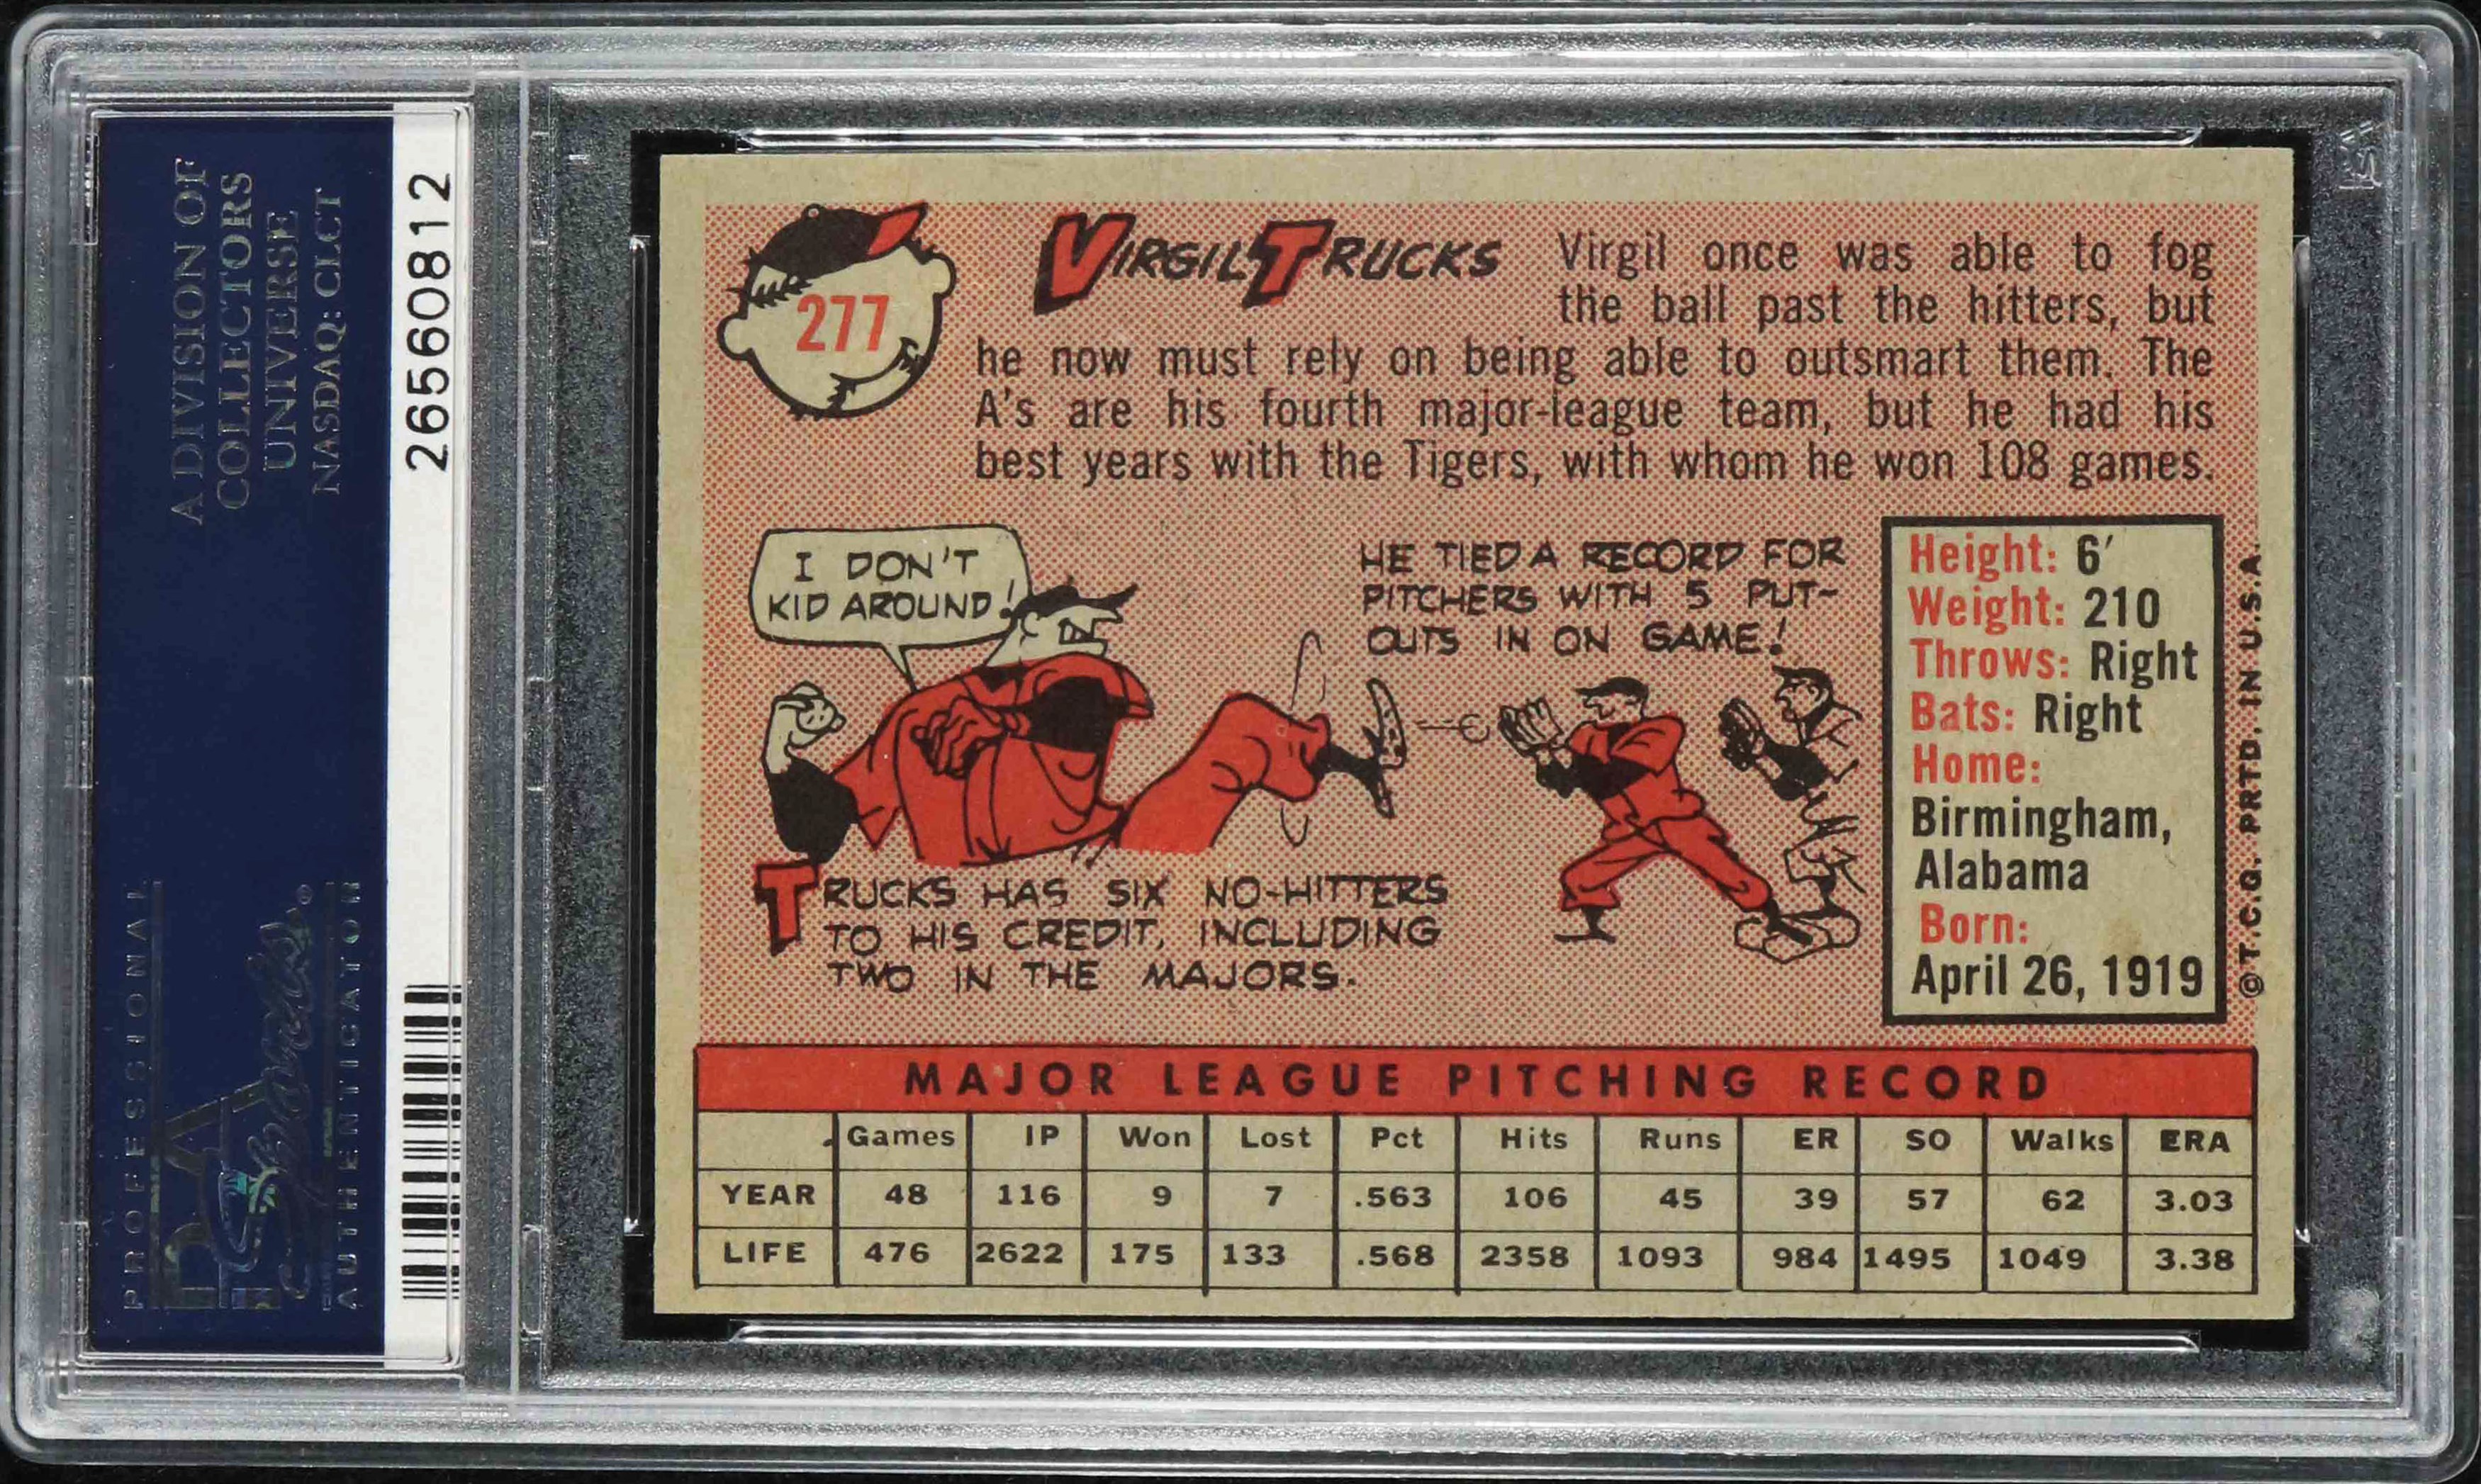 A DIVISION OF
COLLECTORS
UNIVERSE
NASDAQ: CLCT
26560812
PROFESSIONAL
PSA
Sports
AUTHENTICATOR
277
VIRGIL TRUCKS
Virgil once was able to fog
the ball past the hitters, but
he now must rely on being able to outsmart them. The
A's are his fourth major-league team, but he had his
best years with the Tigers, with whom he won 108 games.
I DON'T
KID AROUND!
HE TIED A RECORD FOR
PITCHERS WITH 5 PUT-
OUTS IN ON GAME!
TRUCKS HAS SIX NO-HITTERS
TO HIS CREDIT, INCLUDING
TWO IN THE MAJORS.
Height: 6'
Weight: 210
Throws: Right
Bats: Right
Home:
Birmingham,
Alabama
Born:
April 26, 1919
©T.C.G. PRTD. IN U.S.A.
MAJOR LEAGUE PITCHING RECORD
Games IP Won Lost Pct Hits Runs ER SO Walks ERA
YEAR 48 116 9 7 .563 106 45 39 57 62 3.03
LIFE 476 2622 175 133 .568 2358 1093 984 1495 1049 3.38